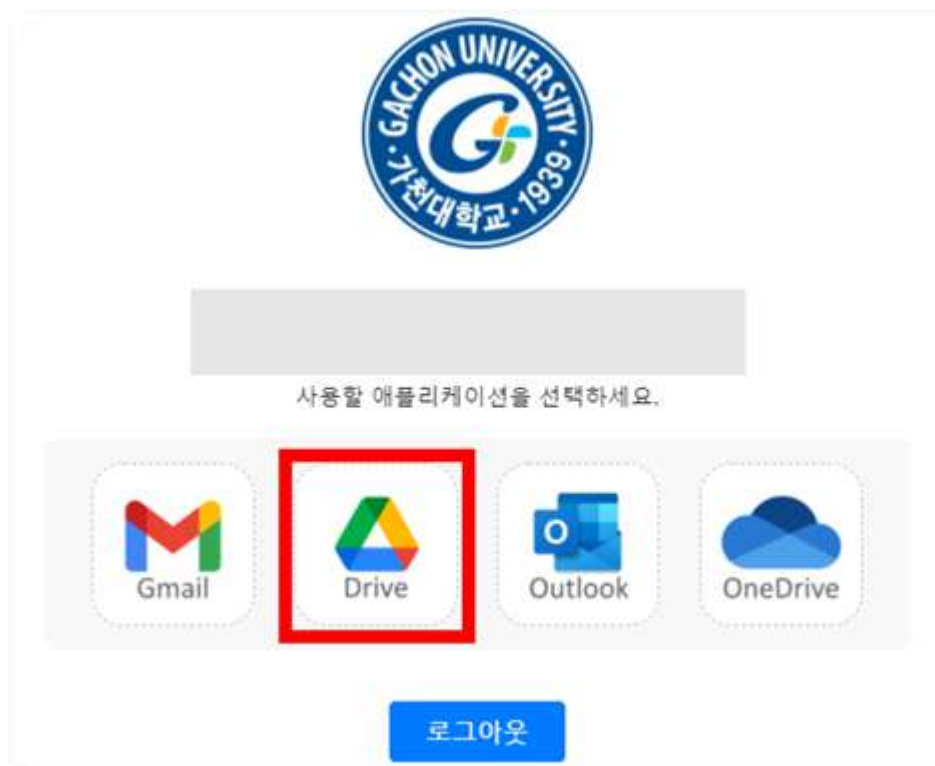 GACHON UNIVERSITY
가천대학교·1939
사용할 애플리케이션을 선택하세요.
Gmail
Drive
Outlook
OneDrive
로그아웃